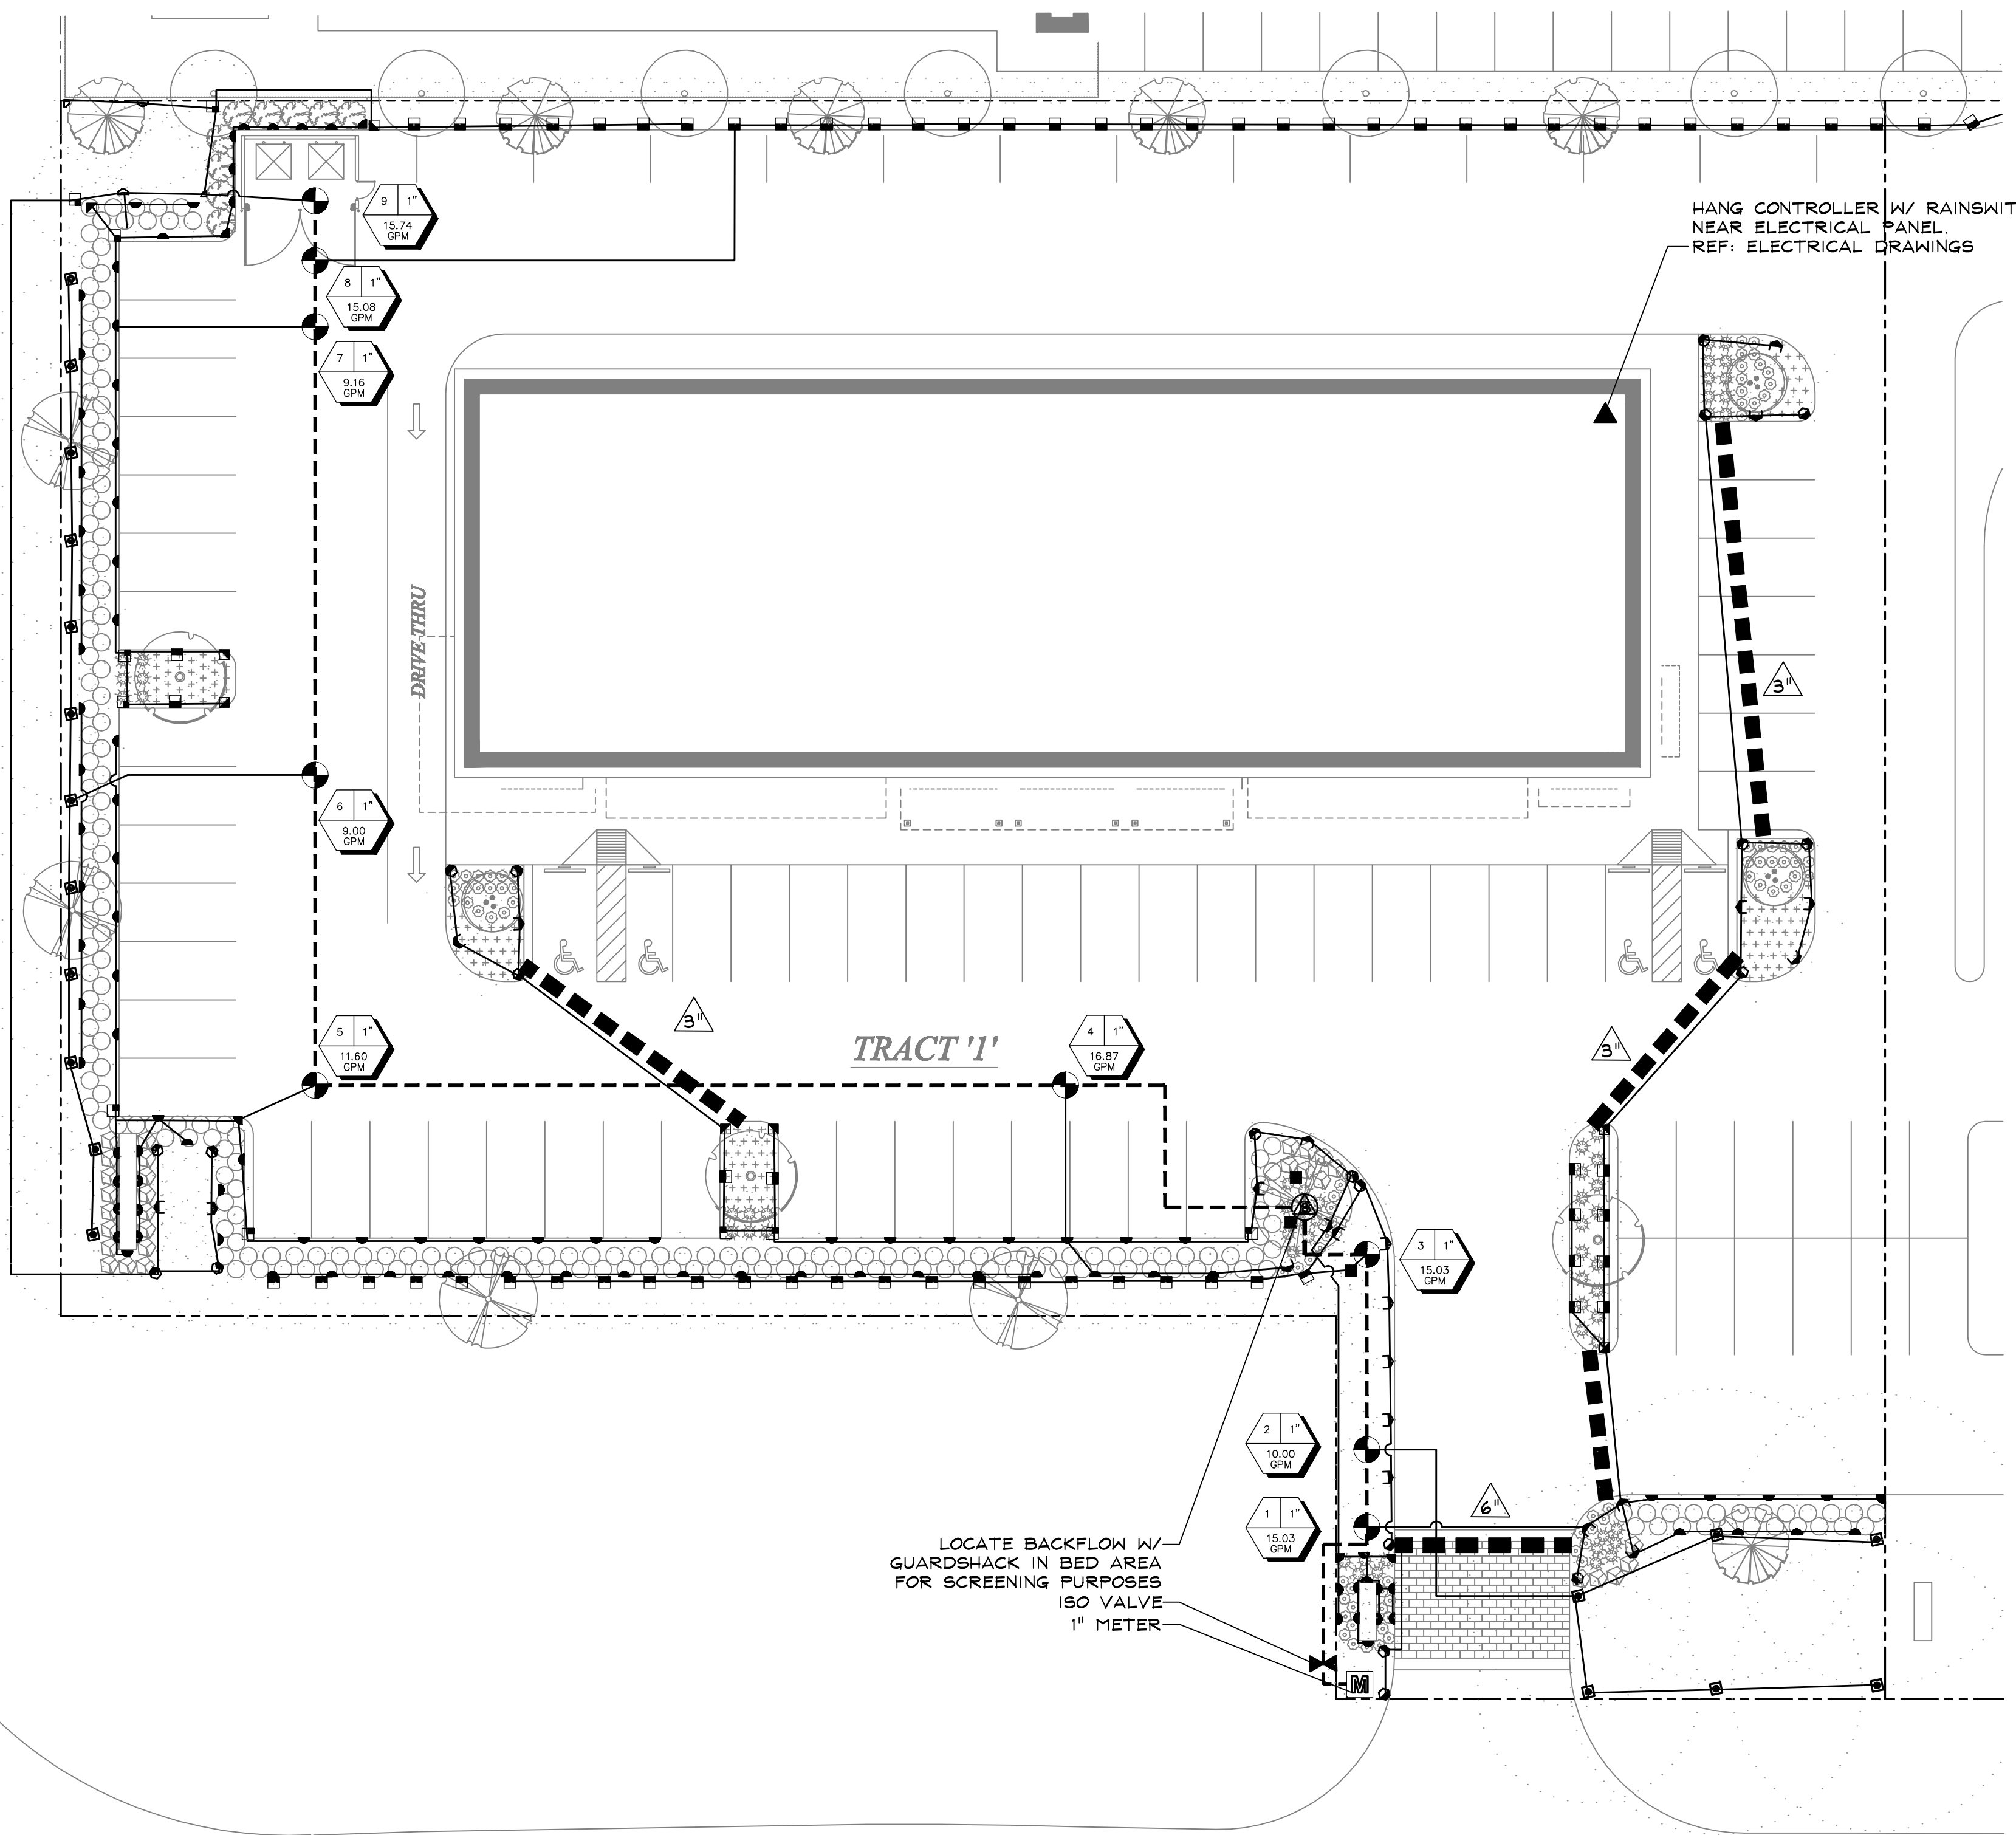 HANG CONTROLLER W/ RAINSWIT
NEAR ELECTRICAL PANEL.
REF: ELECTRICAL DRAWINGS
9 1"
15.74
GPM
8 1"
15.08
GPM
7 1"
9.16
GPM
DRIVE-THRU
3"
6 1"
9.00
GPM
3"
3"
5 1"
11.60
GPM
TRACT '1'
4 1"
16.87
GPM
B
3 1"
15.03
GPM
2 1"
10.00
GPM
6"
1 1"
15.03
GPM
LOCATE BACKFLOW W/
GUARDSHACK IN BED AREA
FOR SCREENING PURPOSES
ISO VALVE
1" METER
M